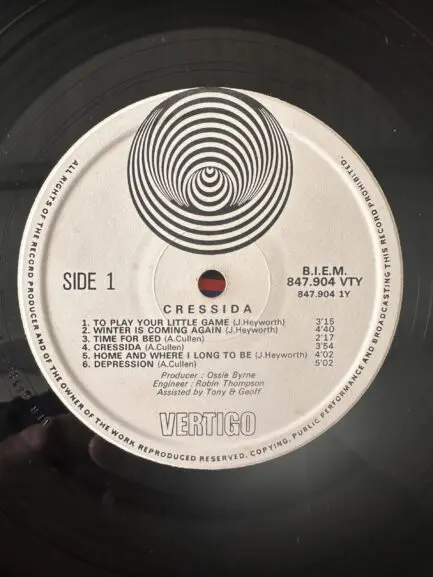 ALL RIGHTS OF THE RECORD PRODUCER AND OF THE OWNER OF THE WORK REPRODUCED RESERVED. COPYING, PUBLIC PERFORMANCE AND BROADCASTING THIS RECORD PROHIBITED.
SIDE 1
B.I.E.M.
847.904 VTY
847.904 1Y
CRESSIDA
1. TO PLAY YOUR LITTLE GAME (J.Heyworth) 3'15
2. WINTER IS COMING AGAIN (J.Heyworth) 4'40
3. TIME FOR BED (A.Cullen) 2'17
4. CRESSIDA (A.Cullen) 3'54
5. HOME AND WHERE I LONG TO BE (J.Heyworth) 4'02
6. DEPRESSION (A.Cullen) 5'02
Producer : Ossie Byrne
Engineer : Robin Thompson
Assisted by Tony & Geoff
VERTIGO